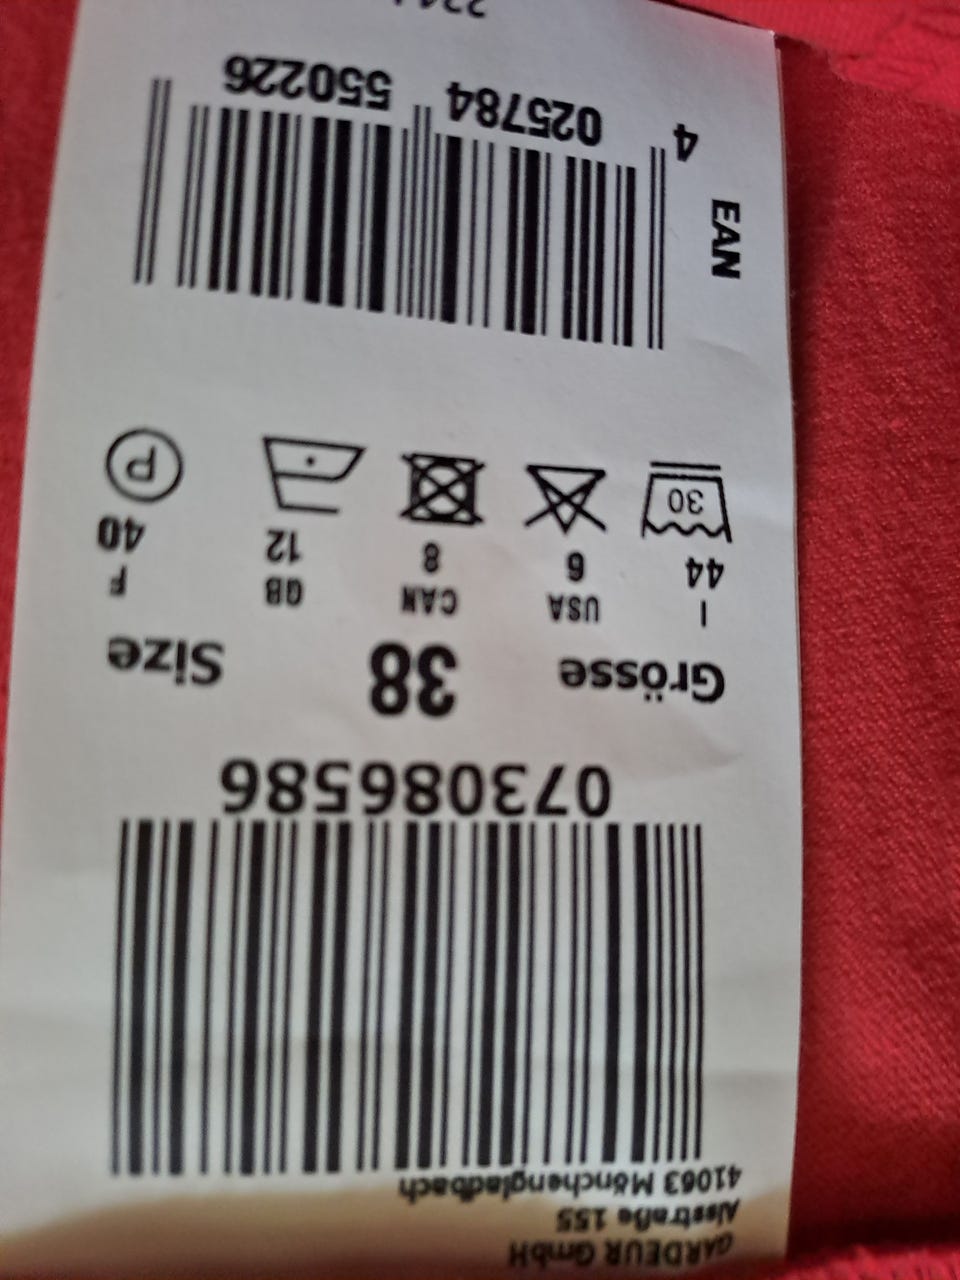 GARDEUR GmbH
Alsstraße 155
41063 Mönchengladbach
073086586
Grösse 38 Size
I USA CAN GB F
44 6 8 12 40
30 P
EAN
4 025784 550226